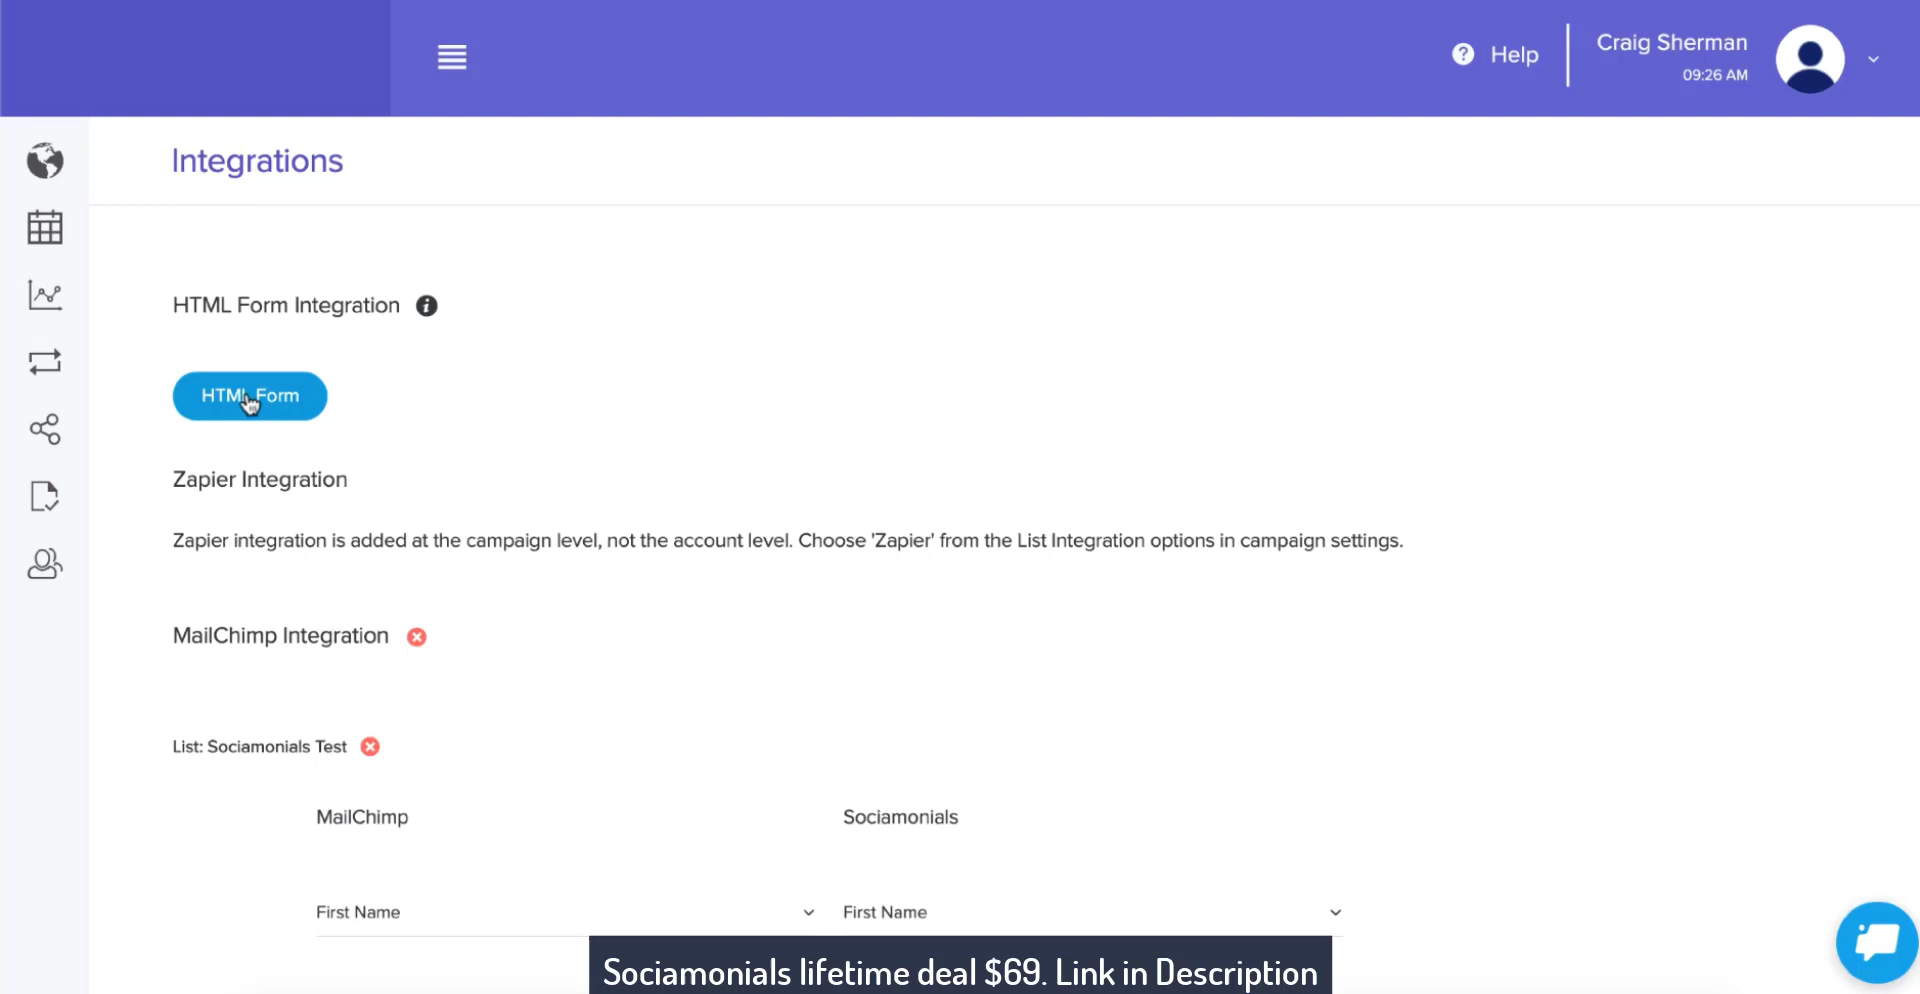 Help
Craig Sherman
09:26 AM
Integrations
HTML Form Integration
HTML Form
Zapier Integration
Zapier integration is added at the campaign level, not the account level. Choose 'Zapier' from the List Integration options in campaign settings.
MailChimp Integration
List: Sociamonials Test
MailChimp Sociamonials
First Name First Name
Sociamonials lifetime deal $69. Link in Description